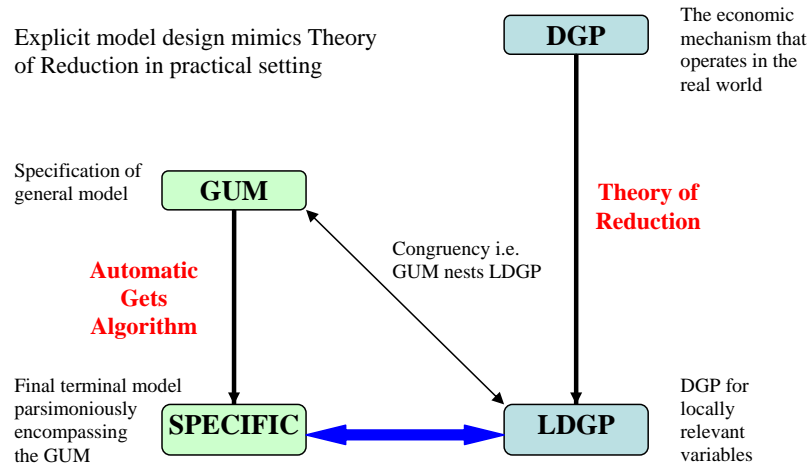 Explicit model design mimics Theory
of Reduction in practical setting
DGP
The economic
mechanism that
operates in the
real world
Specification of
general model
GUM
Theory of
Reduction
Congruency i.e.
GUM nests LDGP
Automatic
Gets
Algorithm
Final terminal model
parsimoniously
encompassing
the GUM
SPECIFIC
LDGP
DGP for
locally
relevant
variables